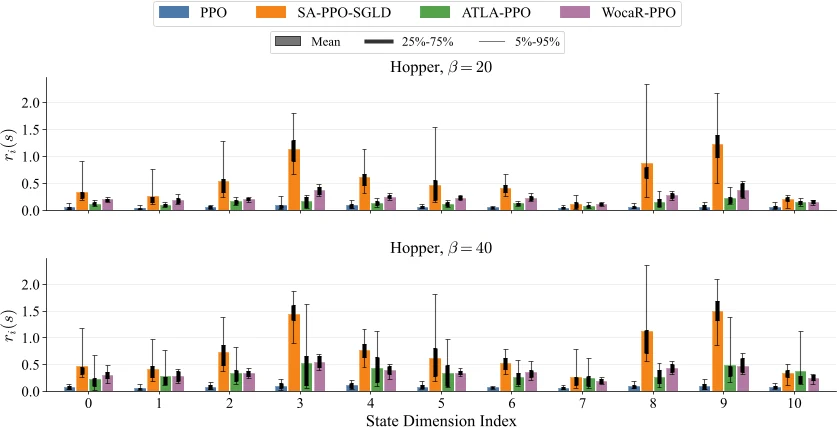 PPO SA-PPO-SGLD ATLA-PPO WocaR-PPO
Mean 25%-75% 5%-95%
Hopper, β = 20
r_i(s)
2.0
1.5
1.0
0.5
0.0
Hopper, β = 40
r_i(s)
2.0
1.5
1.0
0.5
0.0
0 1 2 3 4 5 6 7 8 9 10
State Dimension Index